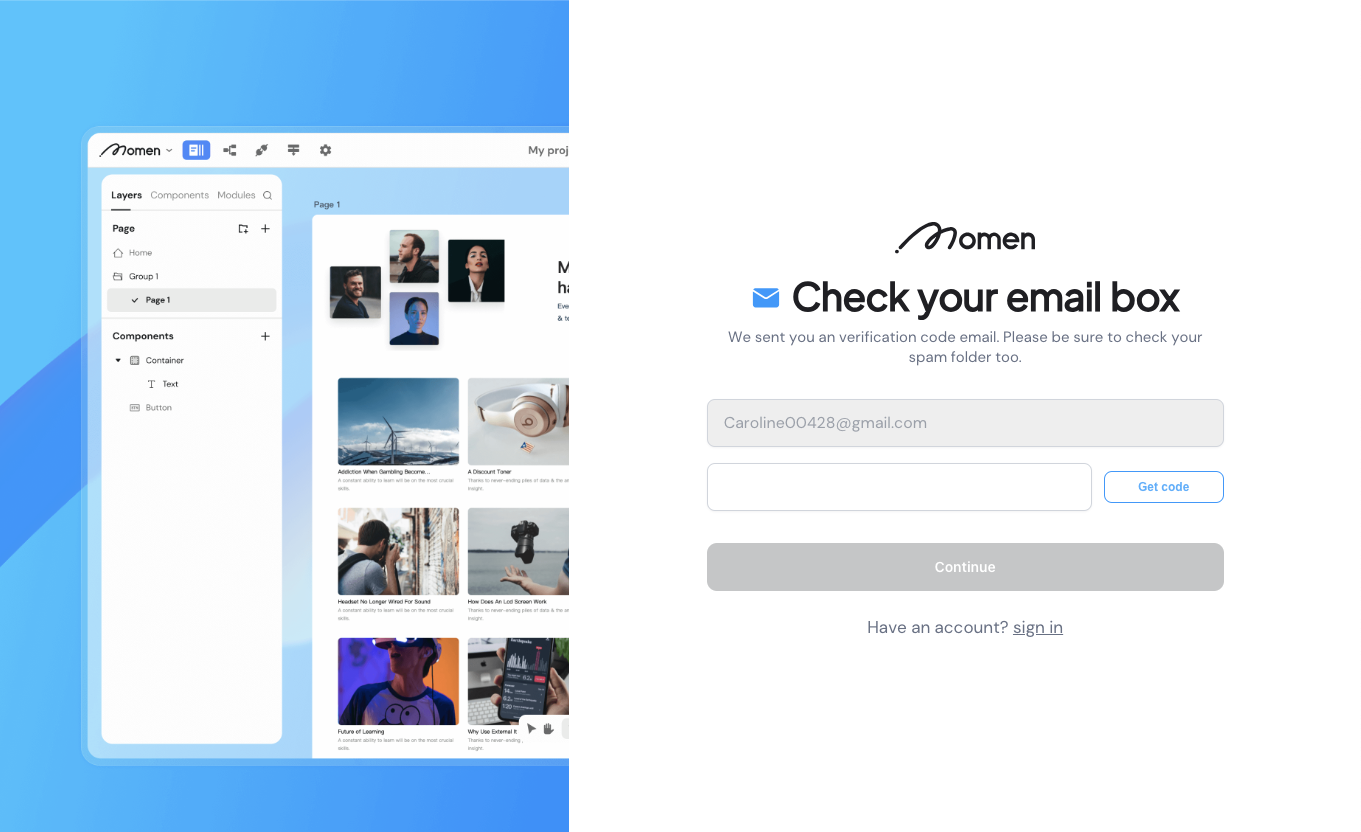 Momen
My proj
Layers Components Modules
Page
Home
Group 1
Page 1
Components
Container
Text
Button
Page 1
M
ha
Eve
& te
Addiction When Gambling Become...
A constant ability to learn will be on the most crucial
skills.
A Discount Toner
Thanks to never-ending piles of data & the
insight.
Headset No Longer Wired For Sound
A constant ability to learn will be on the most crucial
skills.
How Does An Lcd Screen Work
Thanks to never-ending piles of data & the
insight.
Future of Learning
A constant ability to learn will be on the most crucial
skills.
Why Use External It
Thanks to never-ending
insight.
Momen
Check your email box
We sent you an verification code email. Please be sure to check your
spam folder too.
Caroline00428@gmail.com
Get code
Continue
Have an account? sign in